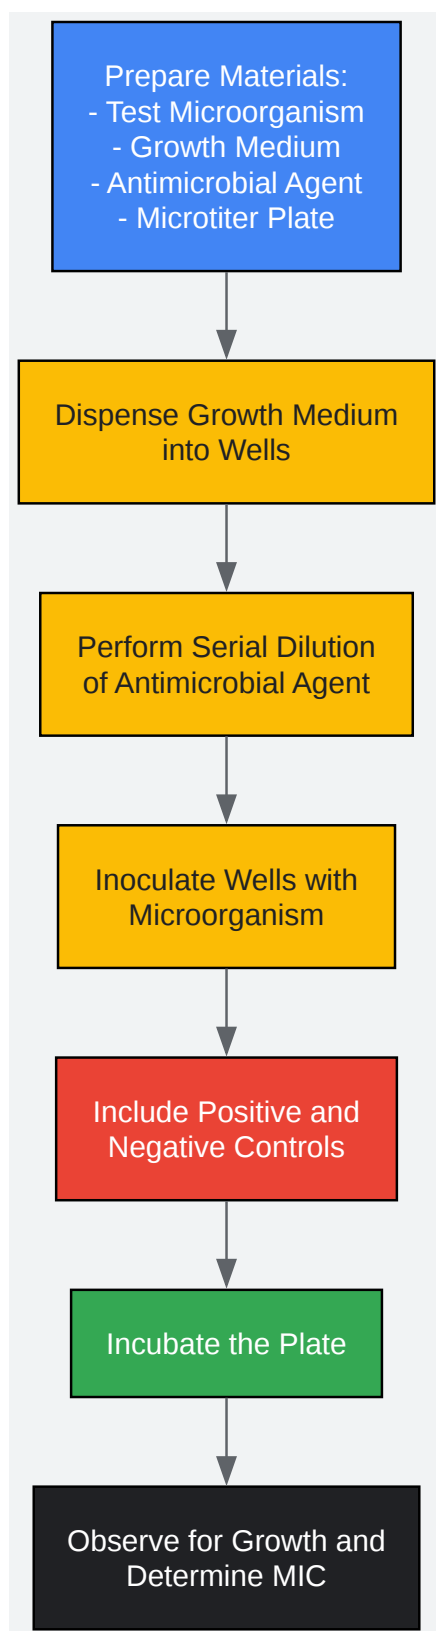 Prepare Materials:
- Test Microorganism
- Growth Medium
- Antimicrobial Agent
- Microtiter Plate
Dispense Growth Medium
into Wells
Perform Serial Dilution
of Antimicrobial Agent
Inoculate Wells with
Microorganism
Include Positive and
Negative Controls
Incubate the Plate
Observe for Growth and
Determine MIC